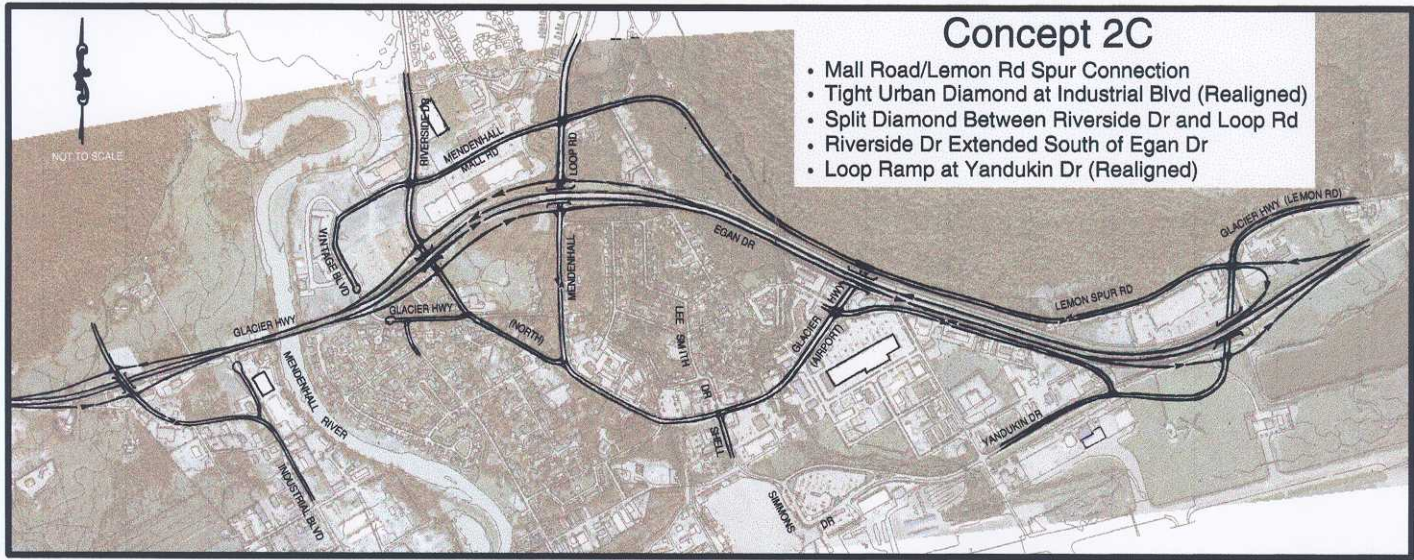 Concept 2C
• Mall Road/Lemon Rd Spur Connection
• Tight Urban Diamond at Industrial Blvd (Realigned)
• Split Diamond Between Riverside Dr and Loop Rd
• Riverside Dr Extended South of Egan Dr
• Loop Ramp at Yandukin Dr (Realigned)
NOT TO SCALE
RIVERSIDE DR
MENDENHALL
MALL RD
LOOP RD
VINTAGE BLVD
GLACIER HWY
GLACIER HWY
(NORTH)
MENDENHALL
EGAN DR
LEE SMITH
DR
SHELL
GLACIER HWY
(AIRPORT)
LEMON SPUR RD
GLACIER HWY (LEMON RD)
YANDUKIN DR
SIMMONS
DR
MENDENHALL RIVER
INDUSTRIAL BLVD